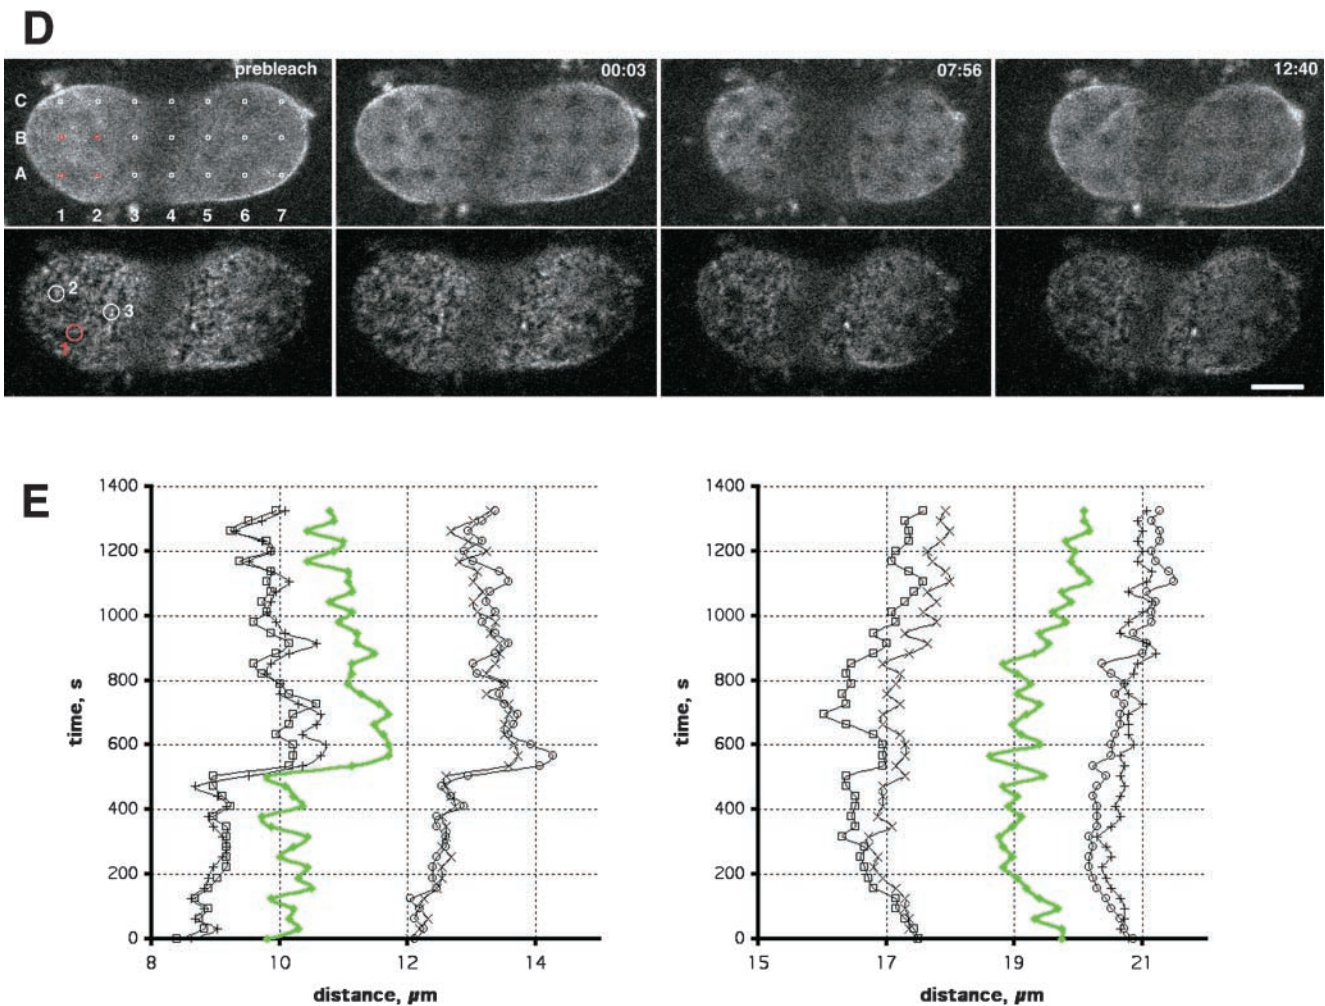 D
prebleach 00:03 07:56 12:40
C
B
A
1 2 3 4 5 6 7
2
3
1
E
1400 1400
1200 1200
1000 1000
800 800
600 600
400 400
200 200
0 0
time, s time, s
8 10 12 14 15 17 19 21
distance, µm distance, µm